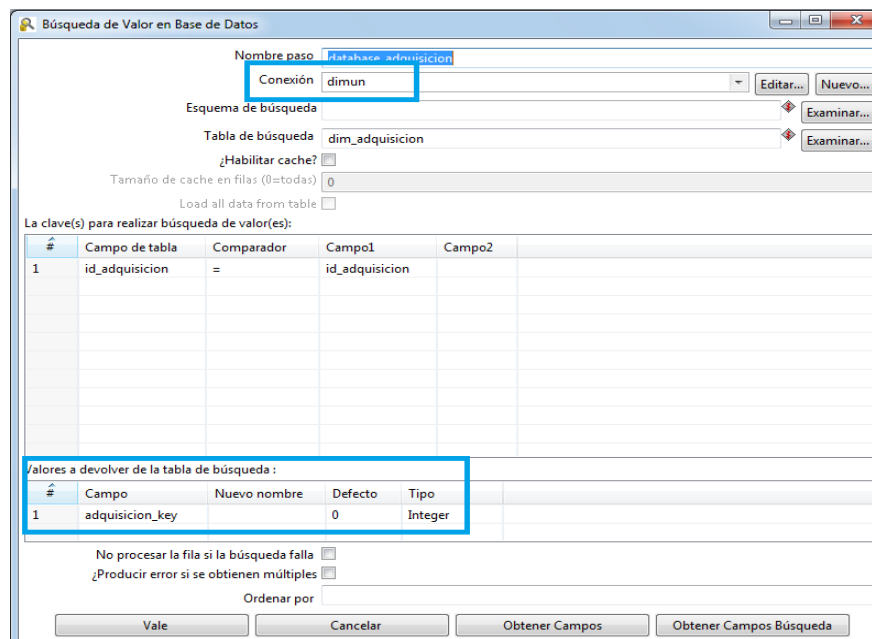 Búsqueda de Valor en Base de Datos
Nombre paso database_adquisicion
Conexión dimun Editar... Nuevo...
Esquema de búsqueda Examinar...
Tabla de búsqueda dim_adquisicion Examinar...
¿Habilitar cache?
Tamaño de cache en filas (0=todas) 0
Load all data from table
La clave(s) para realizar búsqueda de valor(es):
# Campo de tabla Comparador Campo1 Campo2
1 id_adquisicion = id_adquisicion
Valores a devolver de la tabla de búsqueda :
# Campo Nuevo nombre Defecto Tipo
1 adquisicion_key 0 Integer
No procesar la fila si la búsqueda falla
¿Producir error si se obtienen múltiples
Ordenar por
Vale Cancelar Obtener Campos Obtener Campos Búsqueda